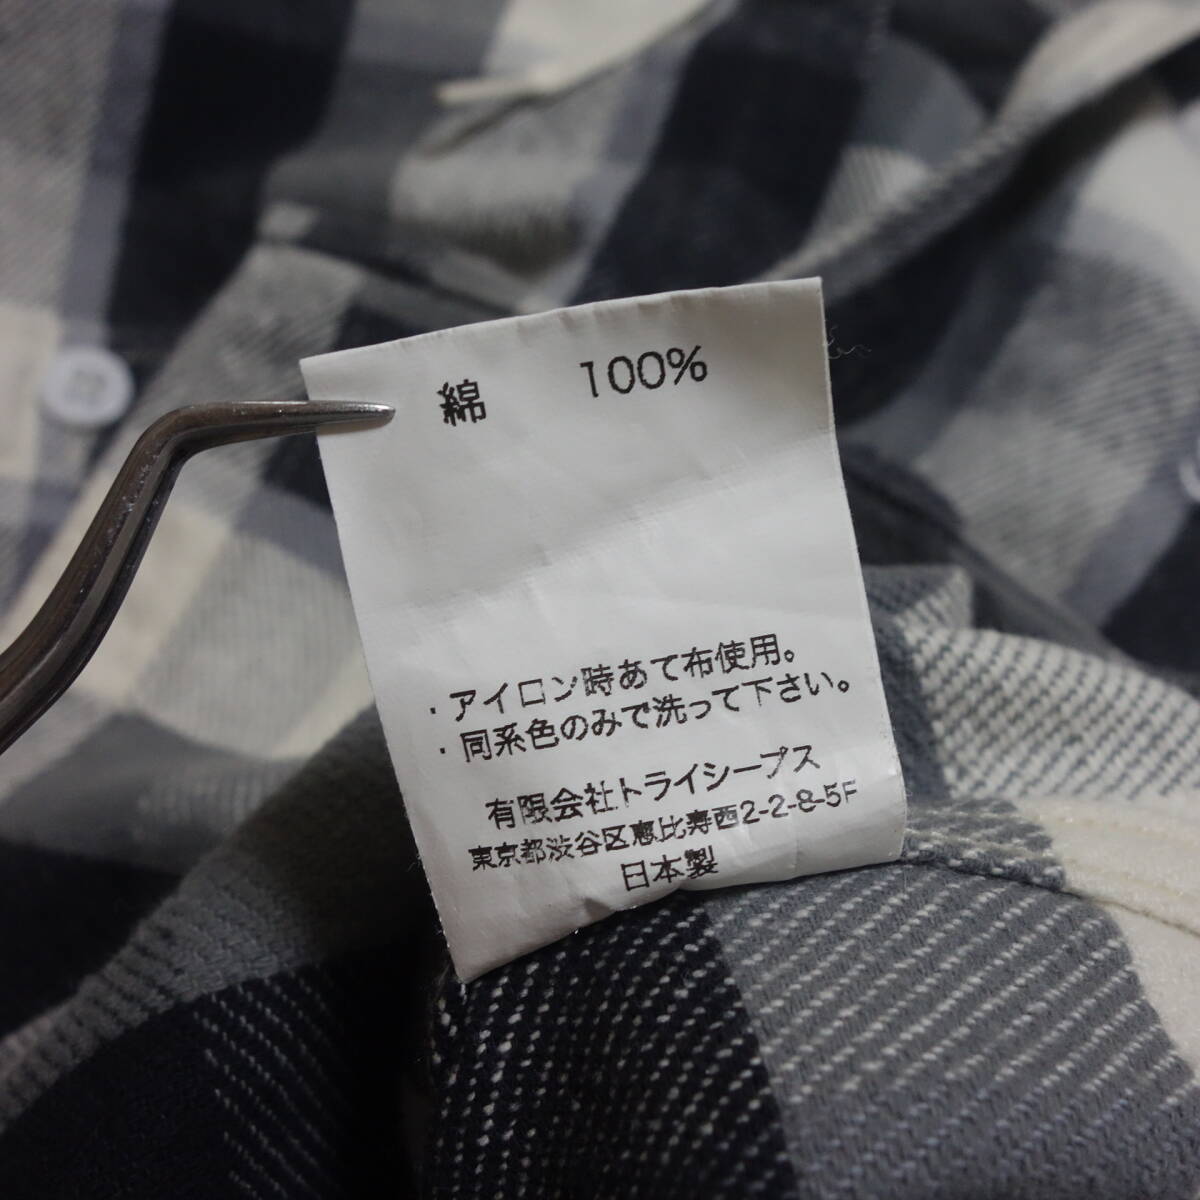 綿 100%
・アイロン時あて布使用。
・同系色のみで洗って下さい。
有限会社トライシープス
東京都渋谷区恵比寿西2-2-8-5F
日本製